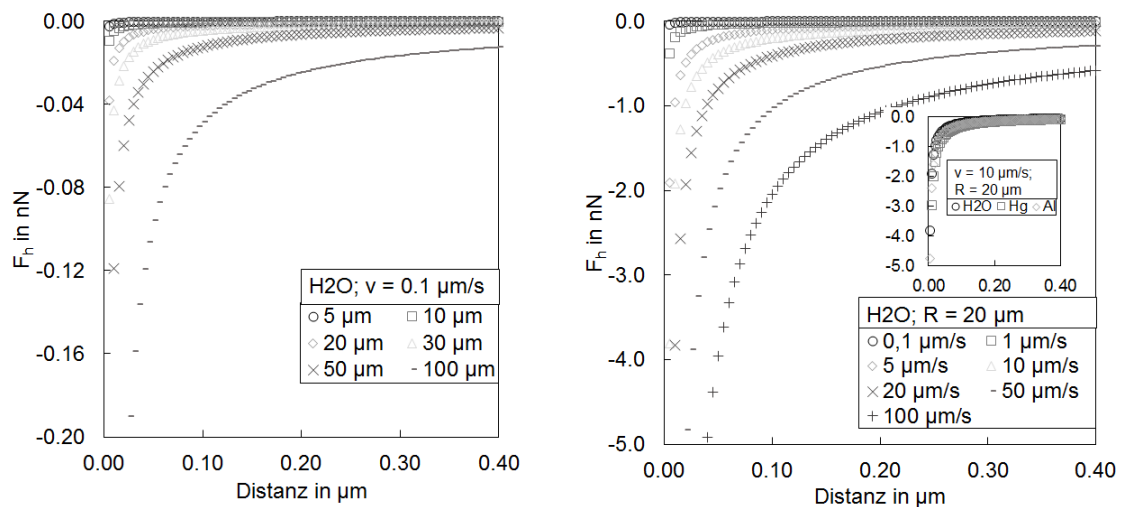 0.00
-0.04
-0.08
-0.12
-0.16
-0.20
F_h in nN
H2O; v = 0.1 µm/s
5 µm 10 µm
20 µm 30 µm
50 µm 100 µm
0.00 0.10 0.20 0.30 0.40
Distanz in µm
0.0
-1.0
-2.0
-3.0
-4.0
-5.0
F_h in nN
0.0
-1.0
-2.0
-3.0
-4.0
-5.0
v = 10 µm/s;
R = 20 µm
H2O Hg Al
0.00 0.20 0.40
H2O; R = 20 µm
0,1 µm/s 1 µm/s
5 µm/s 10 µm/s
20 µm/s 50 µm/s
100 µm/s
0.00 0.10 0.20 0.30 0.40
Distanz in µm